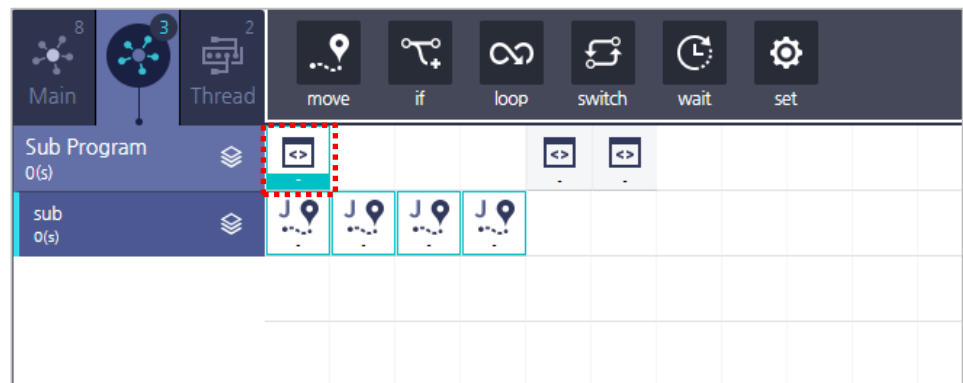 8 3 2
Main Thread
move if loop switch wait set
Sub Program
0(s)
<> <> <>
- - -
sub
0(s)
J J J J
- - - -